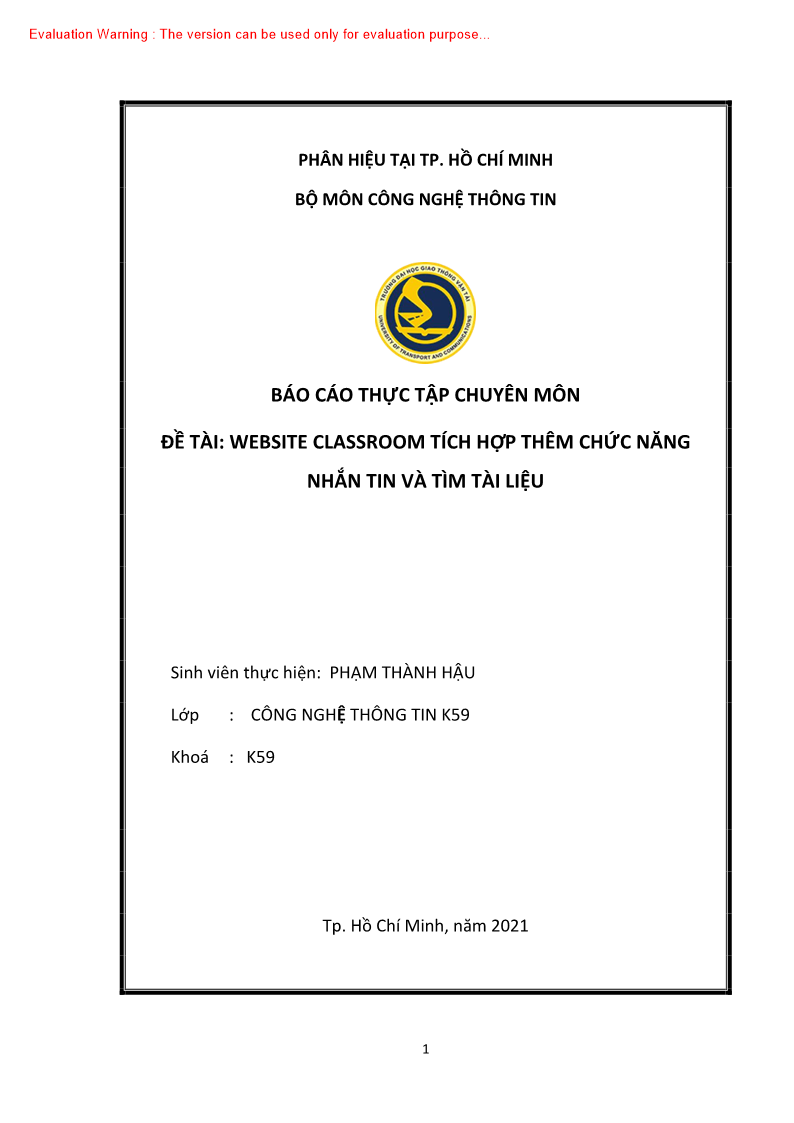 Evaluation Warning : The version can be used only for evaluation purpose...
PHÂN HIỆU TẠI TP. HỒ CHÍ MINH
BỘ MÔN CÔNG NGHỆ THÔNG TIN
TRƯỜNG ĐẠI HỌC GIAO THÔNG VẬN TẢI
UNIVERSITY OF TRANSPORT AND COMMUNICATIONS
BÁO CÁO THỰC TẬP CHUYÊN MÔN
ĐỀ TÀI: WEBSITE CLASSROOM TÍCH HỢP THÊM CHỨC NĂNG
NHẮN TIN VÀ TÌM TÀI LIỆU
Sinh viên thực hiện: PHẠM THÀNH HẬU
Lớp : CÔNG NGHỆ THÔNG TIN K59
Khoá : K59
Tp. Hồ Chí Minh, năm 2021
1